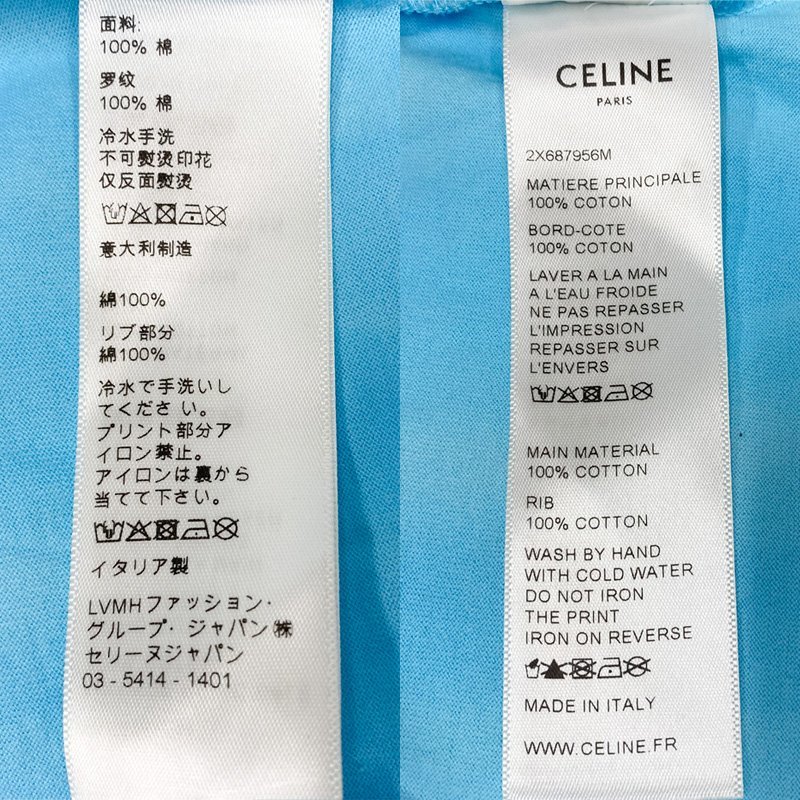 面料:
100% 棉
罗纹
100% 棉
冷水手洗
不可熨烫印花
仅反面熨烫
意大利制造
綿100%
リブ部分
綿100%
冷水で手洗いし
てください。
プリント部分ア
イロン禁止。
アイロンは裏から
当てて下さい。
イタリア製
LVMHファッション・
グループ・ジャパン㈱
セリーヌジャパン
03 - 5414 - 1401
CELINE
PARIS
2X687956M
MATIERE PRINCIPALE
100% COTON
BORD-COTE
100% COTON
LAVER A LA MAIN
A L'EAU FROIDE
NE PAS REPASSER
L'IMPRESSION
REPASSER SUR
L'ENVERS
MAIN MATERIAL
100% COTTON
RIB
100% COTTON
WASH BY HAND
WITH COLD WATER
DO NOT IRON
THE PRINT
IRON ON REVERSE
MADE IN ITALY
WWW.CELINE.FR